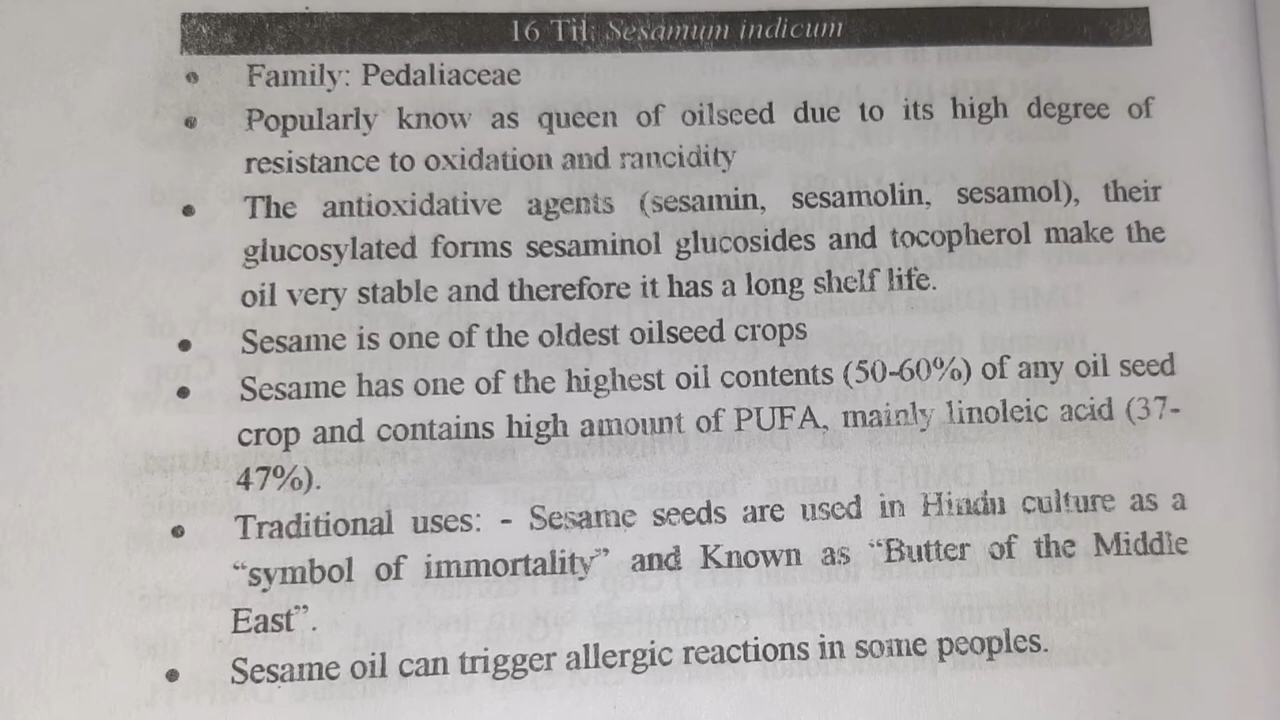 16 Til: Sesamum indicum
• Family: Pedaliaceae
• Popularly know as queen of oilseed due to its high degree of
resistance to oxidation and rancidity
• The antioxidative agents (sesamin, sesamolin, sesamol), their
glucosylated forms sesaminol glucosides and tocopherol make the
oil very stable and therefore it has a long shelf life.
• Sesame is one of the oldest oilseed crops
• Sesame has one of the highest oil contents (50-60%) of any oil seed
crop and contains high amount of PUFA, mainly linoleic acid (37-
47%).
• Traditional uses: - Sesame seeds are used in Hindu culture as a
“symbol of immortality” and Known as “Butter of the Middle
East”.
• Sesame oil can trigger allergic reactions in some peoples.